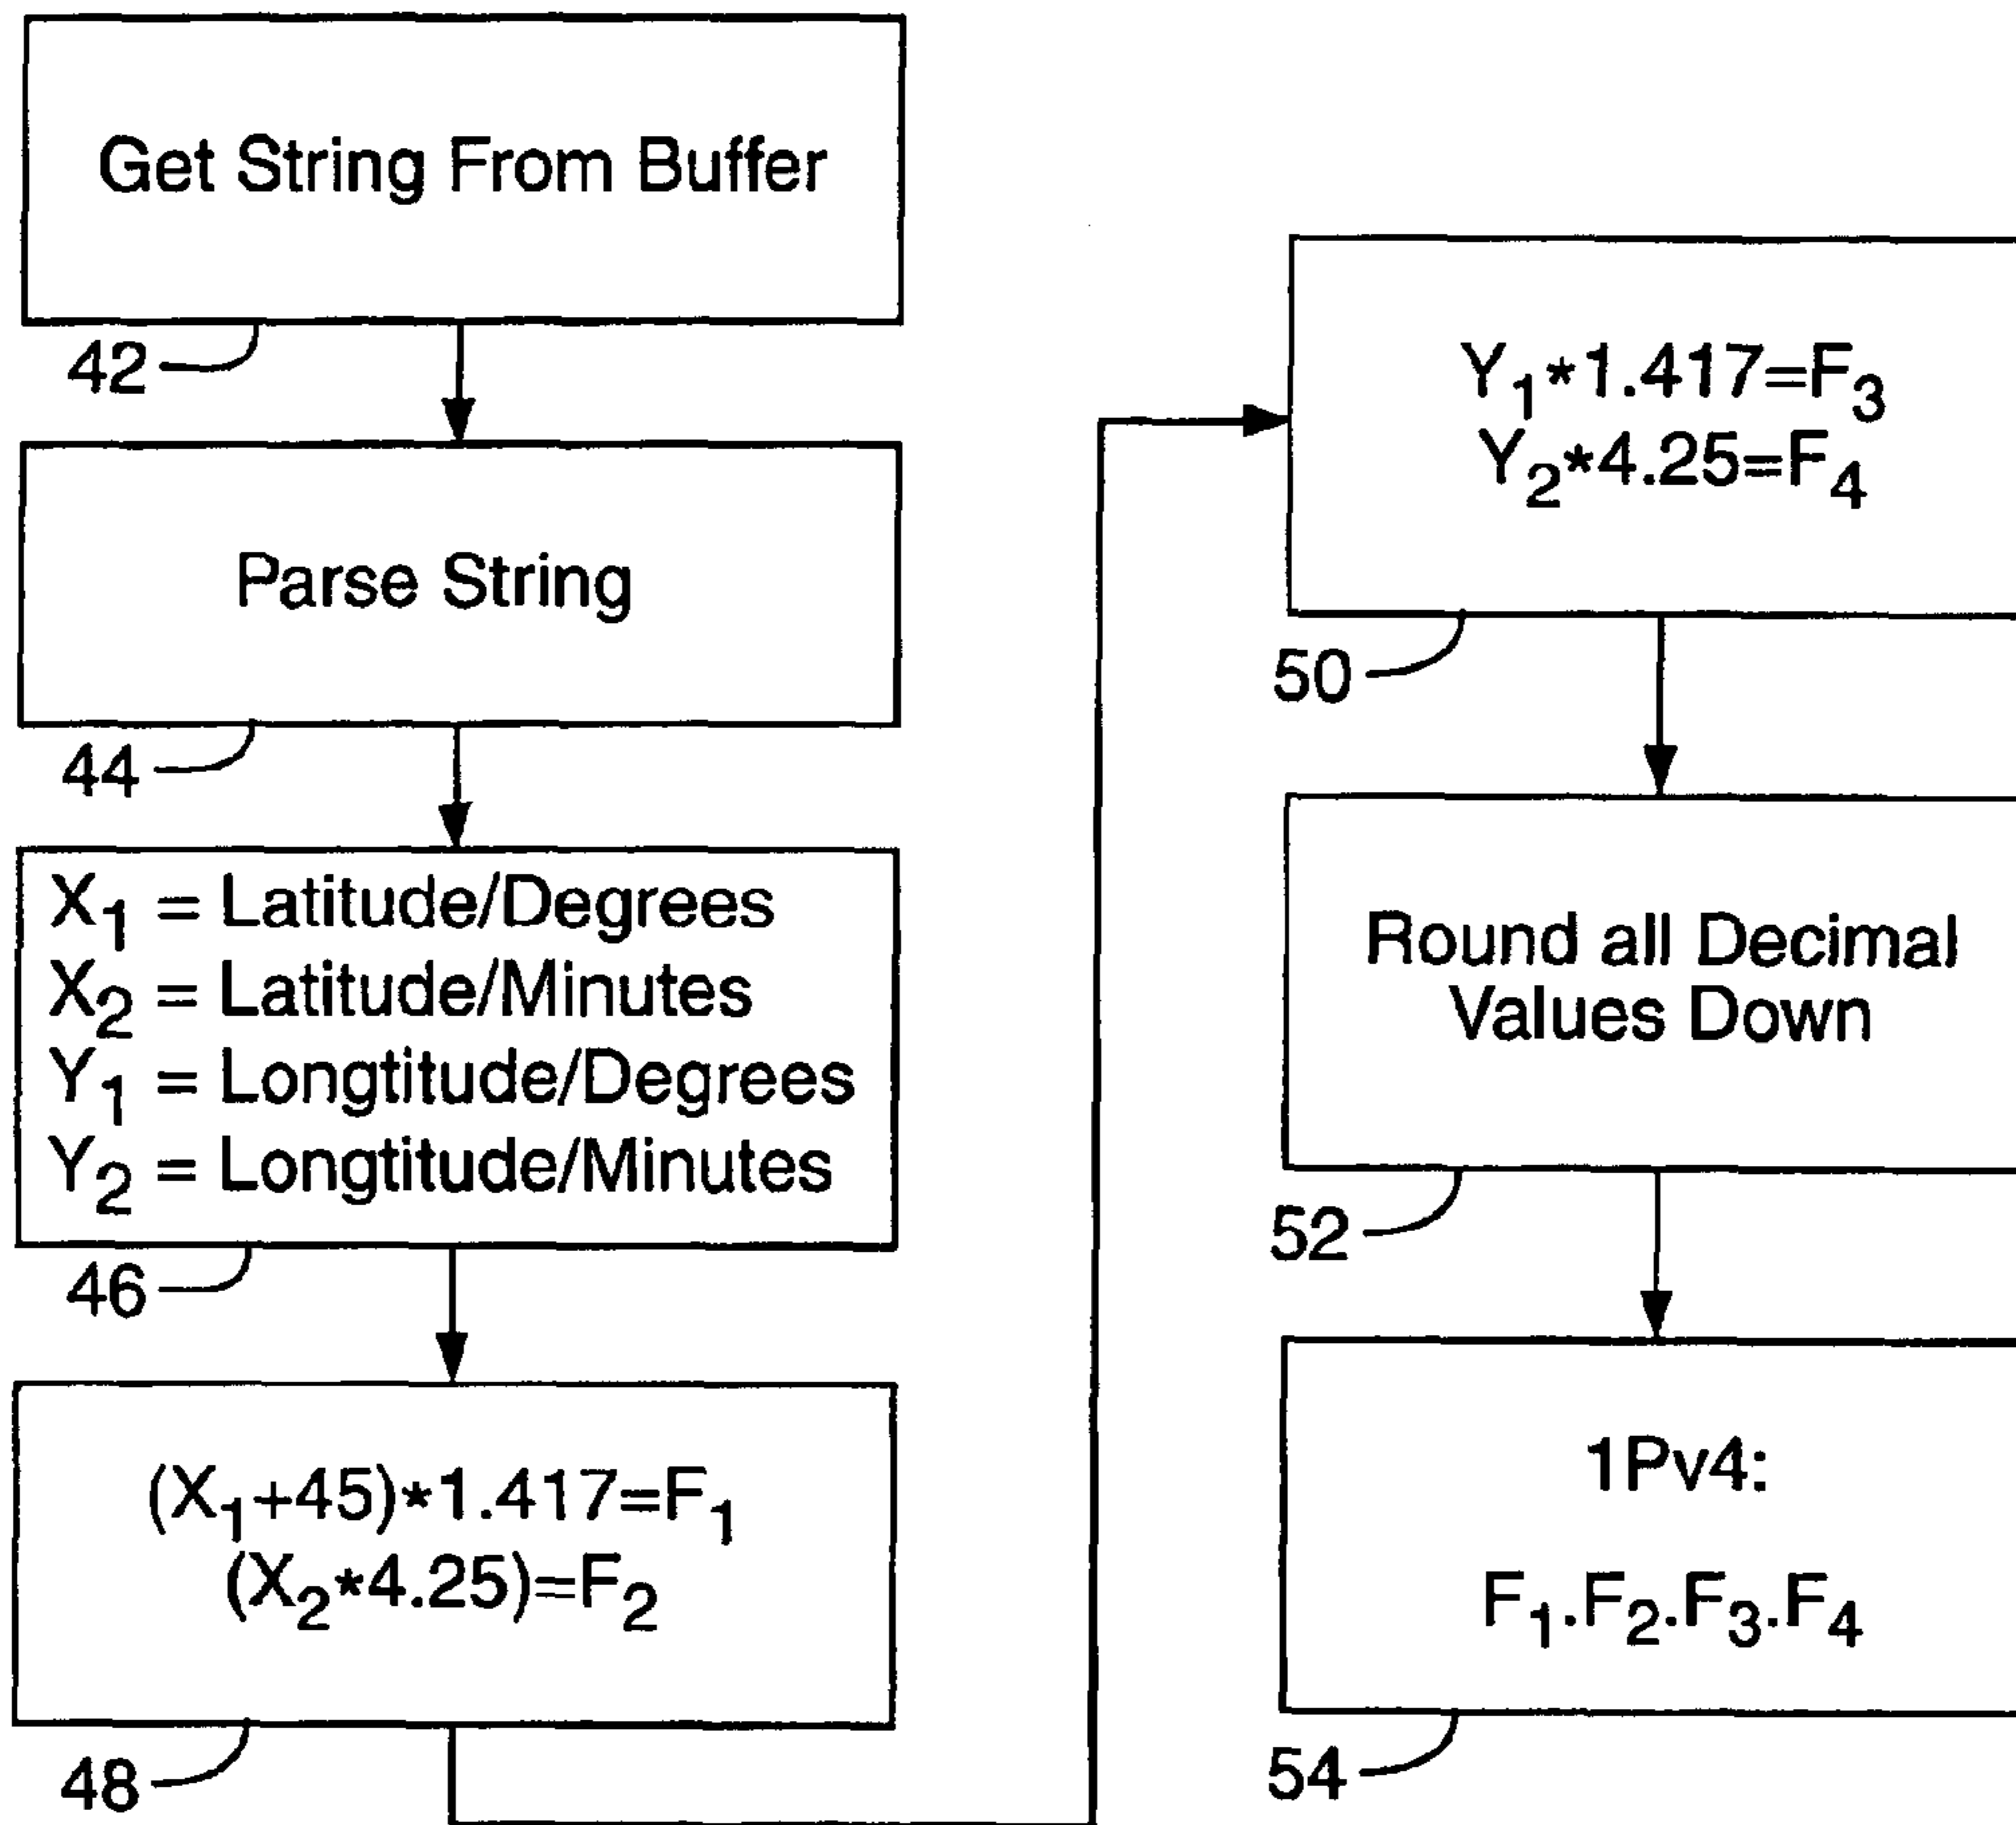 Get String From Buffer
42
Parse String
44
X₁ = Latitude/Degrees
X₂ = Latitude/Minutes
Y₁ = Longtitude/Degrees
Y₂ = Longtitude/Minutes
46
(X₁+45)*1.417=F₁
(X₂*4.25)=F₂
48
Y₁*1.417=F₃
Y₂*4.25=F₄
50
Round all Decimal
Values Down
52
1Pv4:
F₁.F₂.F₃.F₄
54